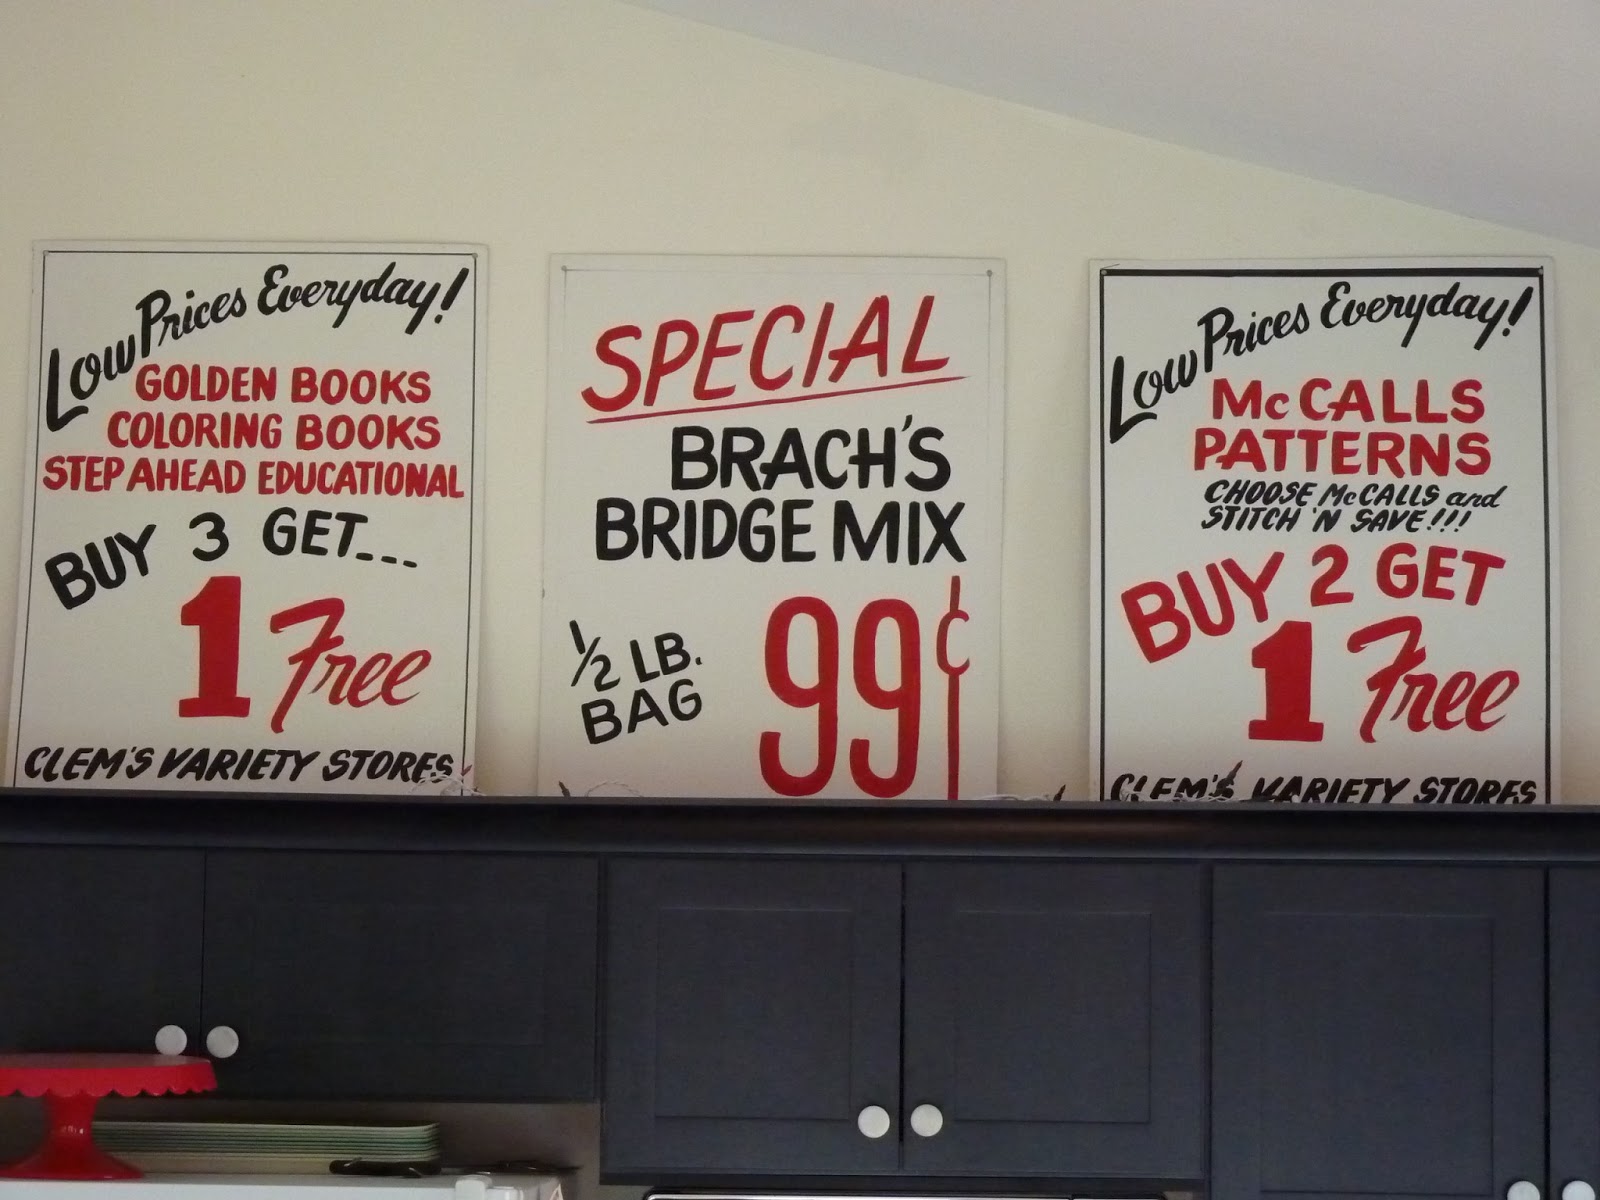 Low Prices Everyday!
GOLDEN BOOKS
COLORING BOOKS
STEP AHEAD EDUCATIONAL
BUY 3 GET...
1 Free
CLEM'S VARIETY STORES
SPECIAL
BRACH'S
BRIDGE MIX
1/2 LB.
BAG
99¢
Low Prices Everyday!
McCALLS
PATTERNS
CHOOSE McCALLS and
STITCH 'N SAVE!!!
BUY 2 GET
1 Free
CLEM'S VARIETY STORES